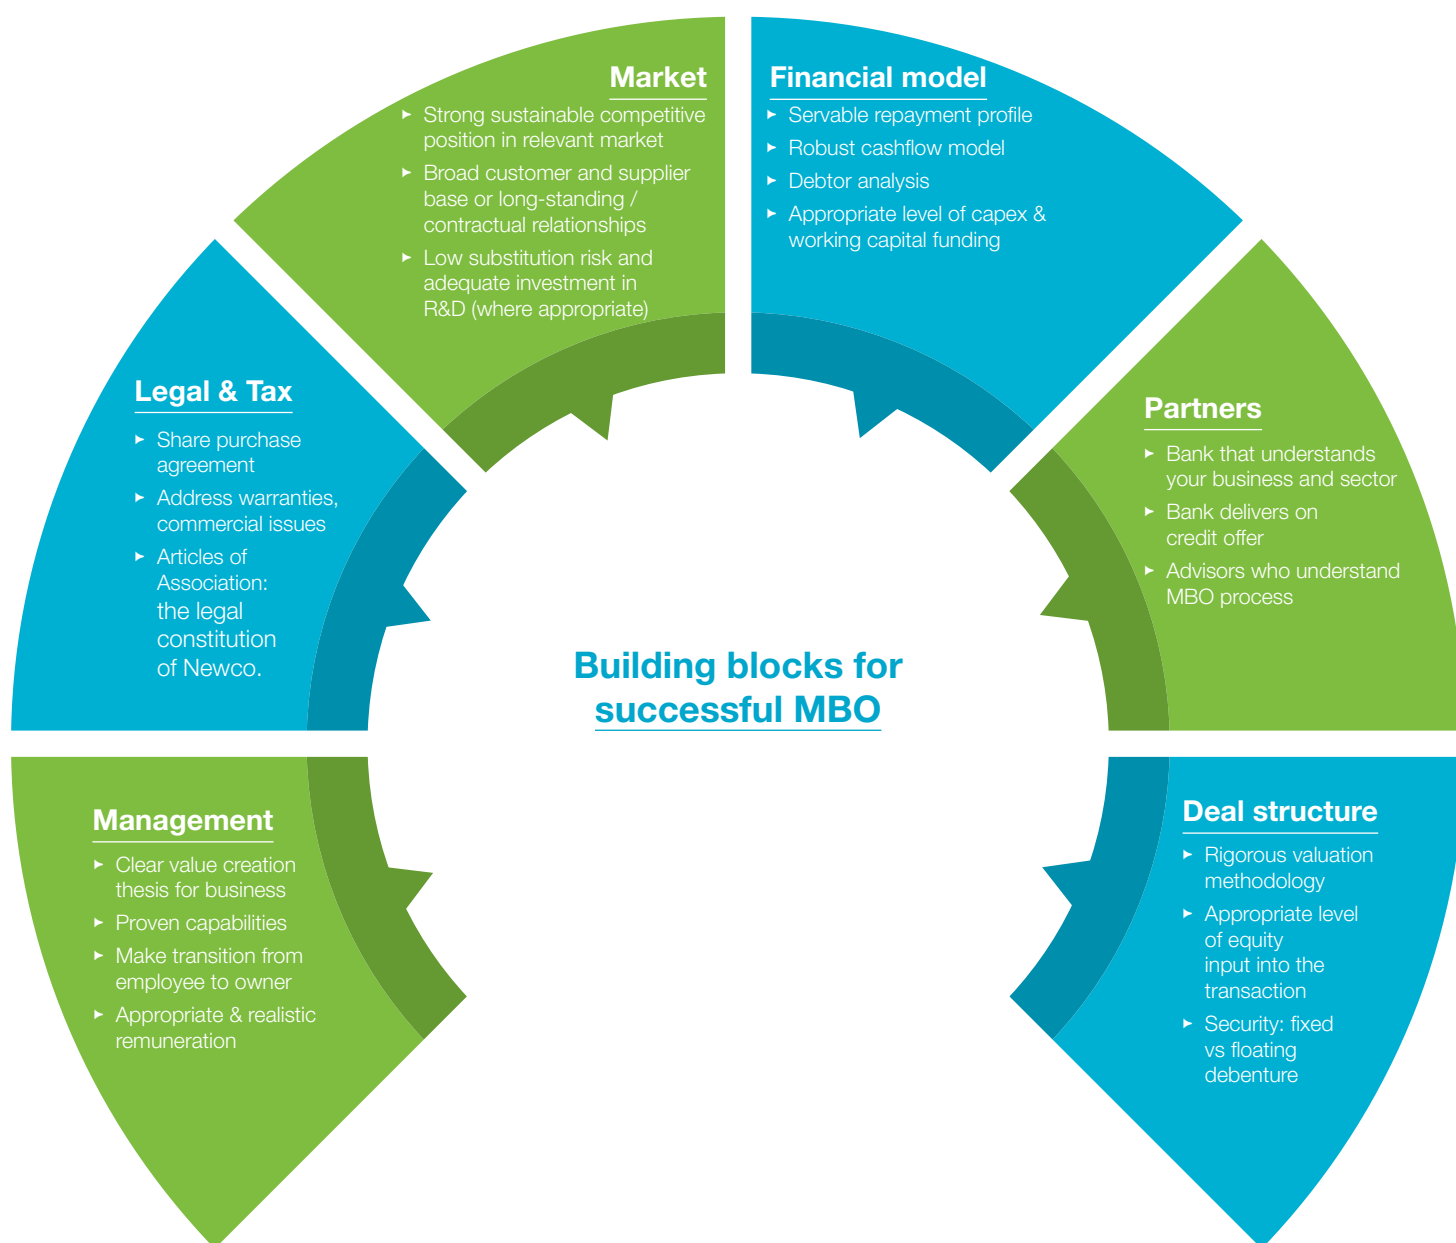 Market
Strong sustainable competitive
position in relevant market
Broad customer and supplier
base or long-standing /
contractual relationships
Low substitution risk and
adequate investment in
R&D (where appropriate)
Financial model
Servable repayment profile
Robust cashflow model
Debtor analysis
Appropriate level of capex &
working capital funding
Legal & Tax
Share purchase
agreement
Address warranties,
commercial issues
Articles of
Association:
the legal
constitution
of Newco.
Partners
Bank that understands
your business and sector
Bank delivers on
credit offer
Advisors who understand
MBO process
Building blocks for
successful MBO
Management
Clear value creation
thesis for business
Proven capabilities
Make transition from
employee to owner
Appropriate & realistic
remuneration
Deal structure
Rigorous valuation
methodology
Appropriate level
of equity
input into the
transaction
Security: fixed
vs floating
debenture